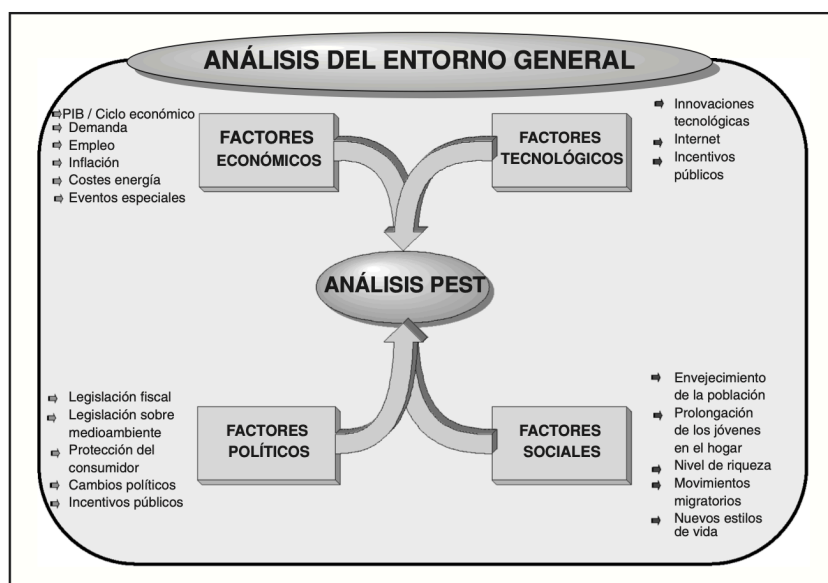 ANÁLISIS DEL ENTORNO GENERAL
PIB / Ciclo económico
Demanda
Empleo
Inflación
Costes energía
Eventos especiales
FACTORES
ECONÓMICOS
FACTORES
TECNOLÓGICOS
Innovaciones
tecnológicas
Internet
Incentivos
públicos
ANÁLISIS PEST
Legislación fiscal
Legislación sobre
medioambiente
Protección del
consumidor
Cambios políticos
Incentivos públicos
FACTORES
POLÍTICOS
FACTORES
SOCIALES
Envejecimiento
de la población
Prolongación
de los jóvenes
en el hogar
Nivel de riqueza
Movimientos
migratorios
Nuevos estilos
de vida